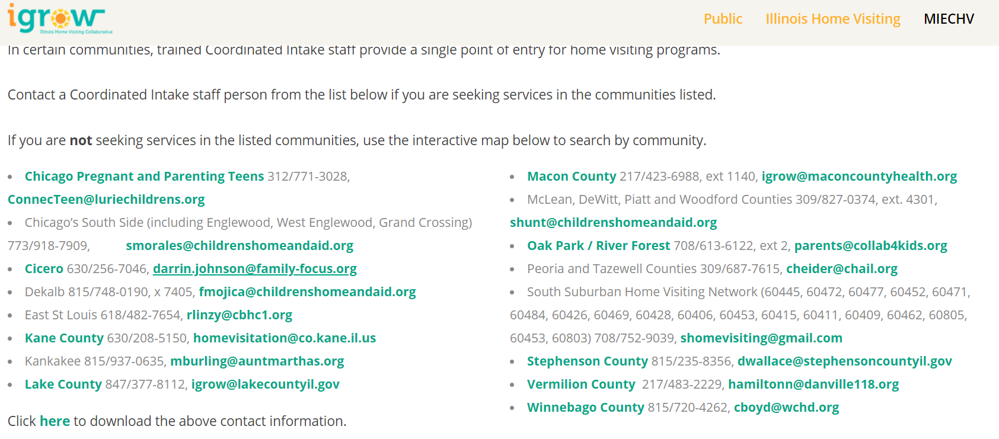 igrow
Illinois Home Visiting Collaborative
Public Illinois Home Visiting MIECHV
In certain communities, trained Coordinated Intake staff provide a single point of entry for home visiting programs.
Contact a Coordinated Intake staff person from the list below if you are seeking services in the communities listed.
If you are not seeking services in the listed communities, use the interactive map below to search by community.
• Chicago Pregnant and Parenting Teens 312/771-3028,
ConnecTeen@luriechildrens.org
• Chicago’s South Side (including Englewood, West Englewood, Grand Crossing)
773/918-7909, smorales@childrenshomeandaid.org
• Cicero 630/256-7046, darrin.johnson@family-focus.org
• Dekalb 815/748-0190, x 7405, fmojica@childrenshomeandaid.org
• East St Louis 618/482-7654, rlinzy@cbhc1.org
• Kane County 630/208-5150, homevisitation@co.kane.il.us
• Kankakee 815/937-0635, mburling@auntmarthas.org
• Lake County 847/377-8112, igrow@lakecountyil.gov
• Macon County 217/423-6988, ext 1140, igrow@maconcountyhealth.org
• McLean, DeWitt, Piatt and Woodford Counties 309/827-0374, ext. 4301,
shunt@childrenshomeandaid.org
• Oak Park / River Forest 708/613-6122, ext 2, parents@collab4kids.org
• Peoria and Tazewell Counties 309/687-7615, cheider@chail.org
• South Suburban Home Visiting Network (60445, 60472, 60477, 60452, 60471,
60484, 60426, 60469, 60428, 60406, 60453, 60415, 60411, 60409, 60462, 60805,
60453, 60803) 708/752-9039, shomevisiting@gmail.com
• Stephenson County 815/235-8356, dwallace@stephensoncountyil.gov
• Vermilion County 217/483-2229, hamiltonn@danville118.org
• Winnebago County 815/720-4262, cboyd@wchd.org
Click here to download the above contact information.